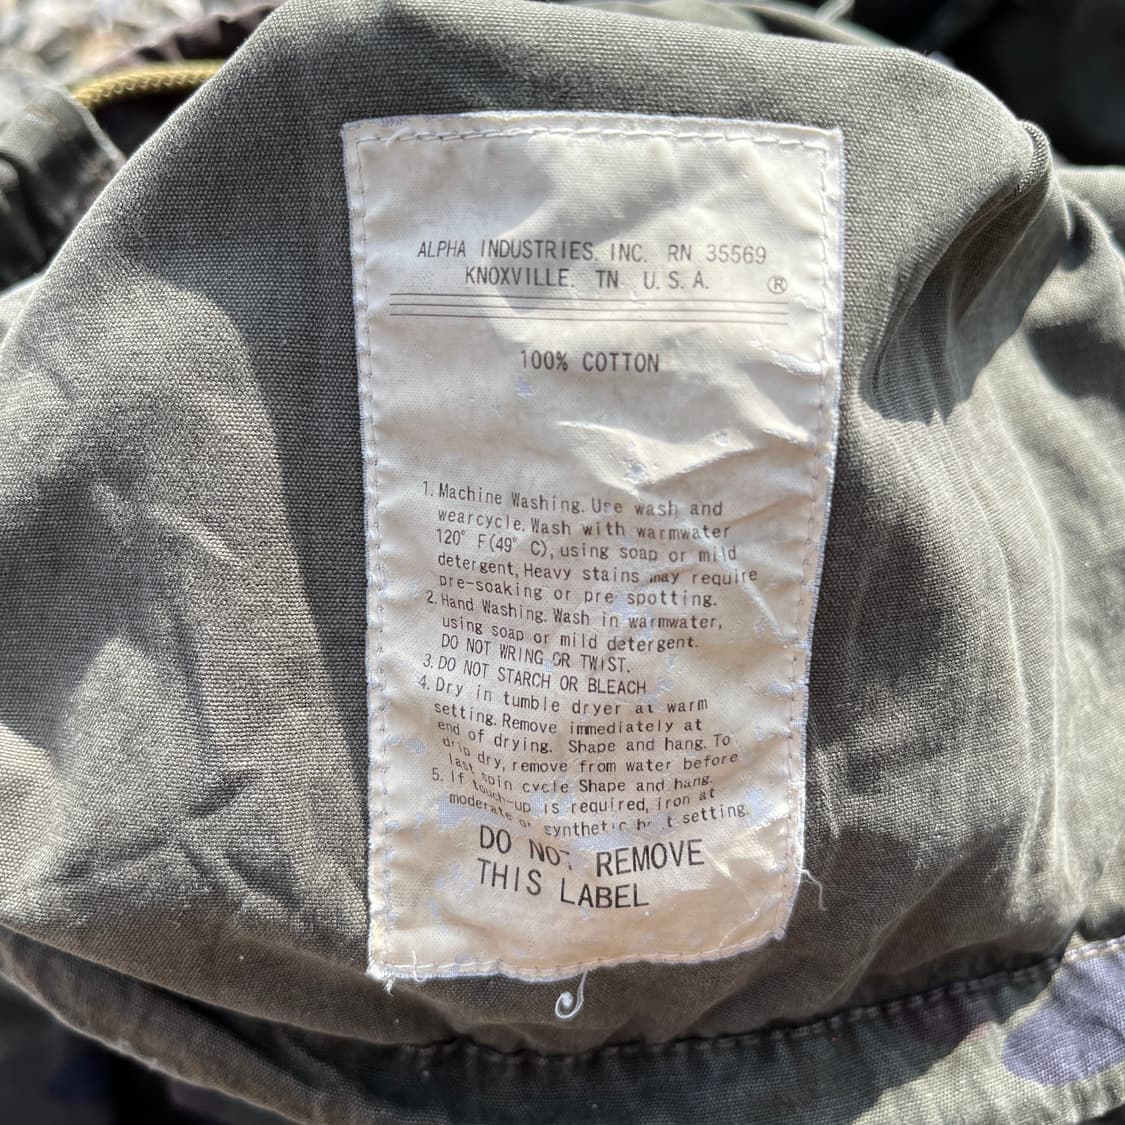 ALPHA INDUSTRIES. INC. RN 35569
KNOXVILLE. TN U.S.A. ®
100% COTTON
1. Machine Washing. Use wash and
wearcycle. Wash with warmwater
120° F(49° C), using soap or mild
detergent, Heavy stains may require
pre-soaking or pre spotting.
2. Hand Washing. Wash in warmwater,
using soap or mild detergent.
DO NOT WRING OR TWIST.
3. DO NOT STARCH OR BLEACH
4. Dry in tumble dryer at warm
setting. Remove immediately at
end of drying. Shape and hang. To
drip dry, remove from water before
last spin cycle Shape and hang.
5. If touch-up is required, iron at
moderate or synthetic setting.
DO NOT REMOVE
THIS LABEL